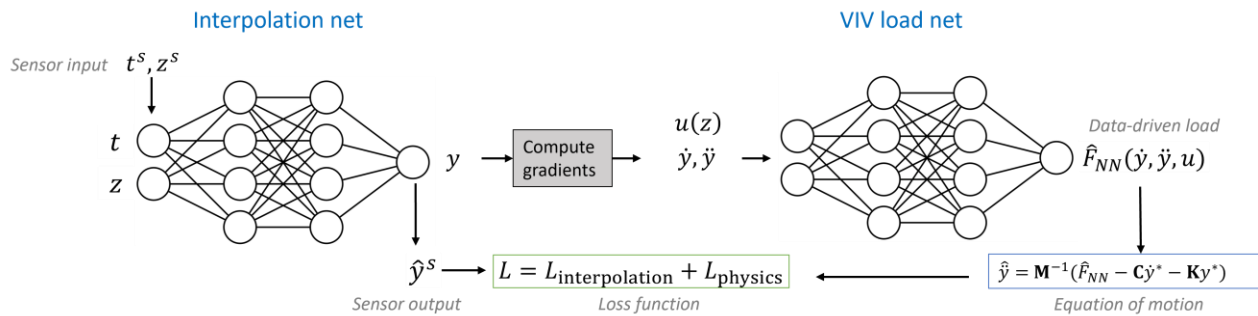 Interpolation net
VIV load net
Sensor input
t^s, z^s
t
z
y
Compute gradients
u(z)
ẏ, ÿ
Data-driven load
F̂_NN(ẏ, ÿ, u)
ŷ^s
L = L_interpolation + L_physics
ÿ̂ = M⁻¹(F̂_NN − Cẏ* − Ky*)
Sensor output
Loss function
Equation of motion